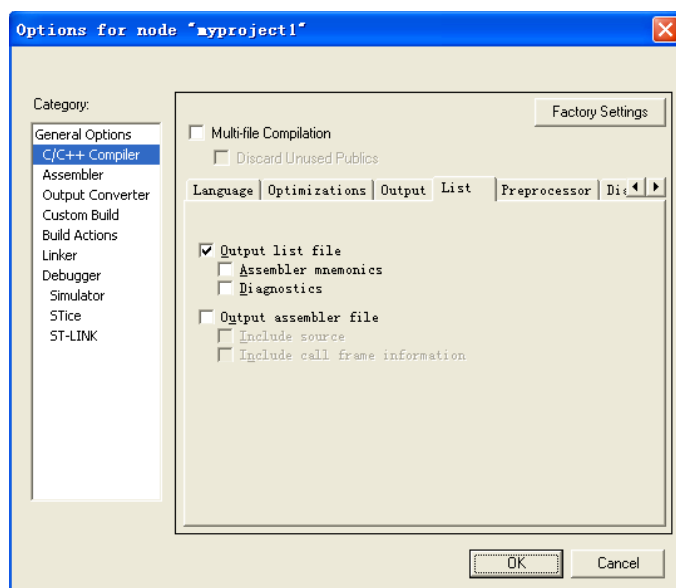 Options for node "myproject1"
Category:
Factory Settings
General Options
C/C++ Compiler
Assembler
Output Converter
Custom Build
Build Actions
Linker
Debugger
Simulator
STice
ST-LINK
Multi-file Compilation
Discard Unused Publics
Language Optimizations Output List Preprocessor
Output list file
Assembler mnemonics
Diagnostics
Output assembler file
Include source
Include call frame information
OK Cancel